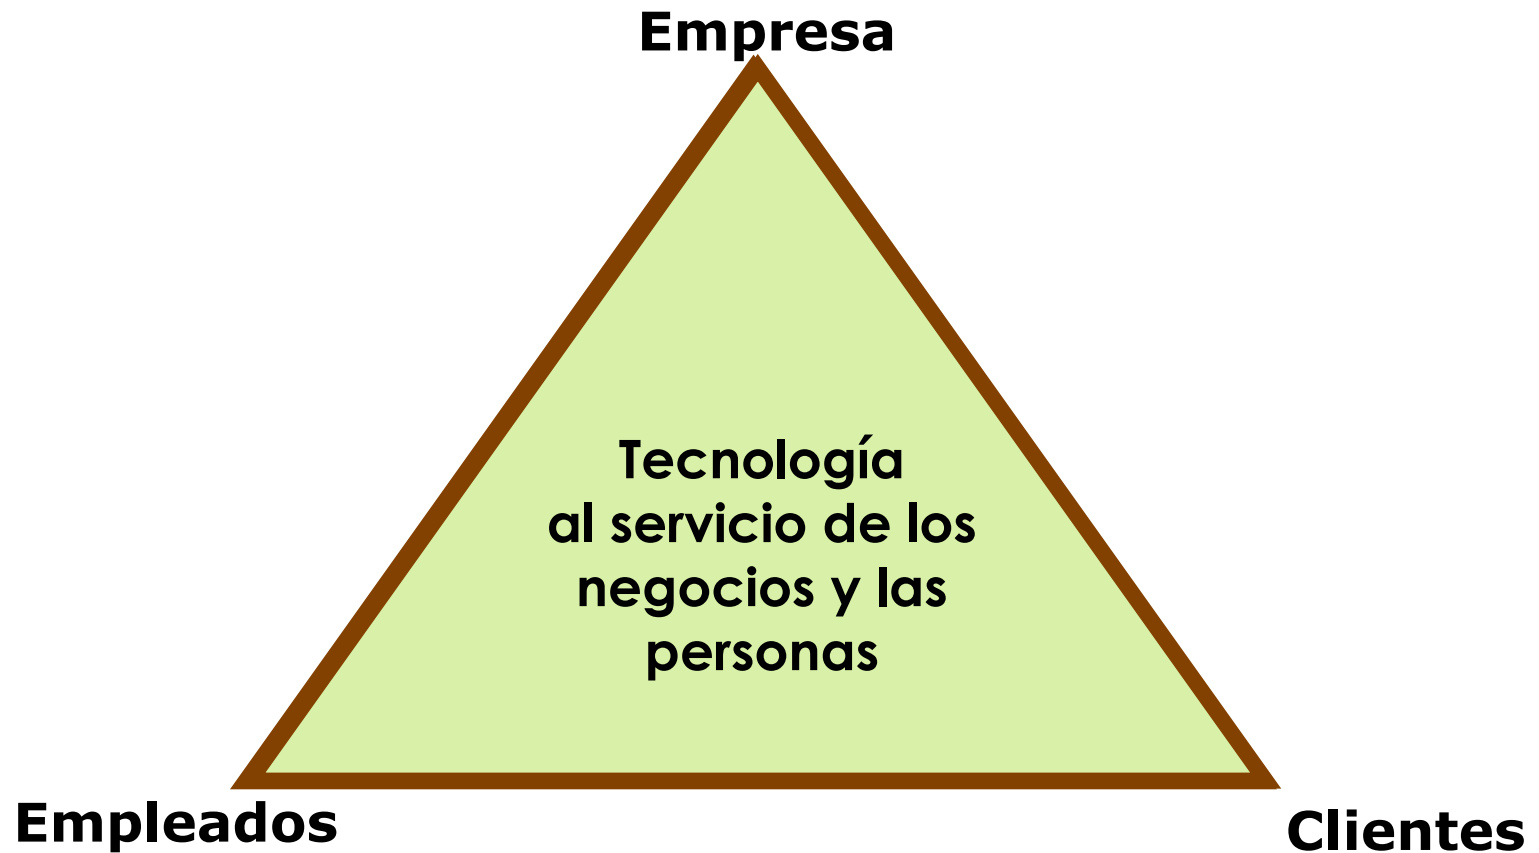 Empresa
Tecnología
al servicio de los
negocios y las
personas
Empleados
Clientes